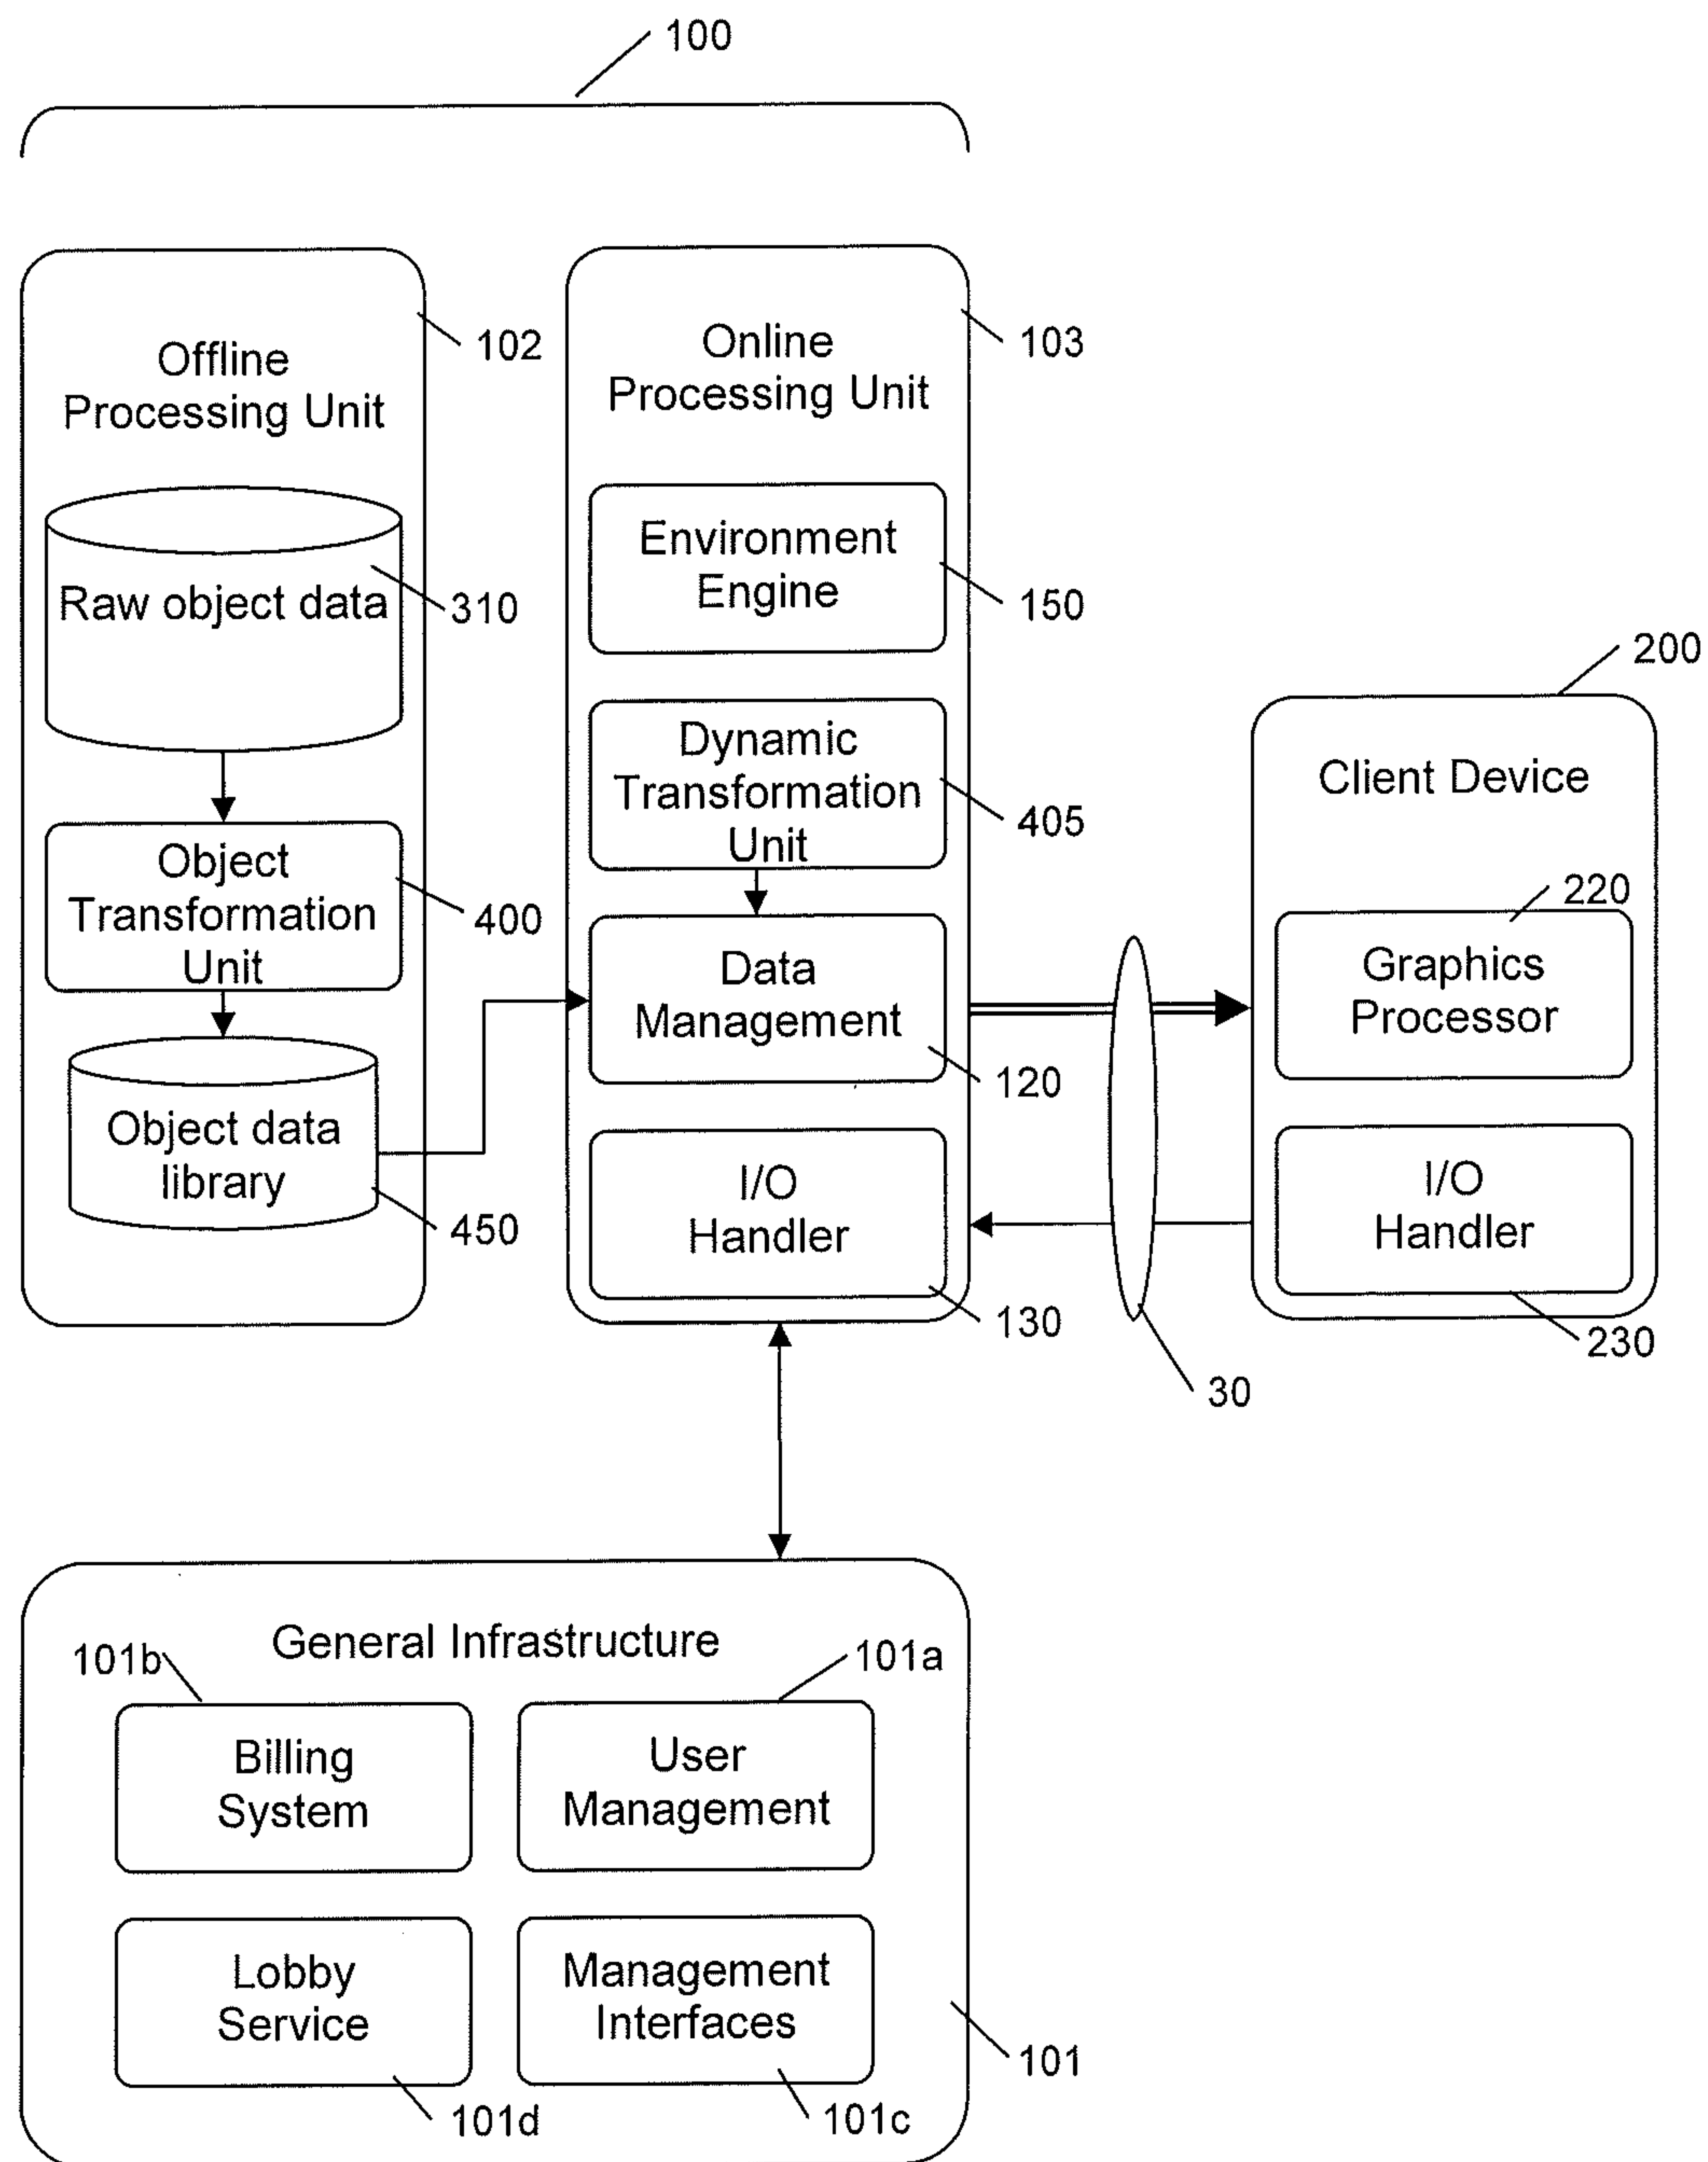 100
Offline
Processing Unit
102
Raw object data
310
Object
Transformation
Unit
400
Object data
library
450
Online
Processing Unit
103
Environment
Engine
150
Dynamic
Transformation
Unit
405
Data
Management
120
I/O
Handler
130
30
200
Client Device
220
Graphics
Processor
I/O
Handler
230
General Infrastructure
101b
101a
Billing
System
User
Management
Lobby
Service
Management
Interfaces
101
101d
101c